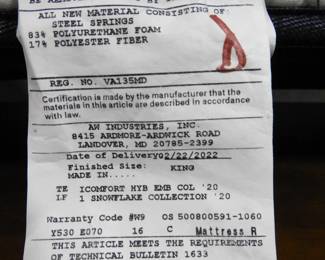 ALL NEW MATERIAL CONSISTING OF:
STEEL SPRINGS
83% POLYURETHANE FOAM
17% POLYESTER FIBER
REG. NO. VA135MD
Certification is made by the manufacturer that the
materials in this article are described in accordance
with law.
AW INDUSTRIES, INC.
8415 ARDMORE-ARDWICK ROAD
LANDOVER, MD 20785-2399
Date of Delivery02/22/2022
Finished Size: KING
MADE IN.....
TE ICOMFORT HYB EMB COL '20
LF 1 SNOWFLAKE COLLECTION '20
Warranty Code #W9 OS 500800591-1060
Y530 E070 16 C Mattress R
THIS ARTICLE MEETS THE REQUIREMENTS
OF TECHNICAL BULLETIN 1633